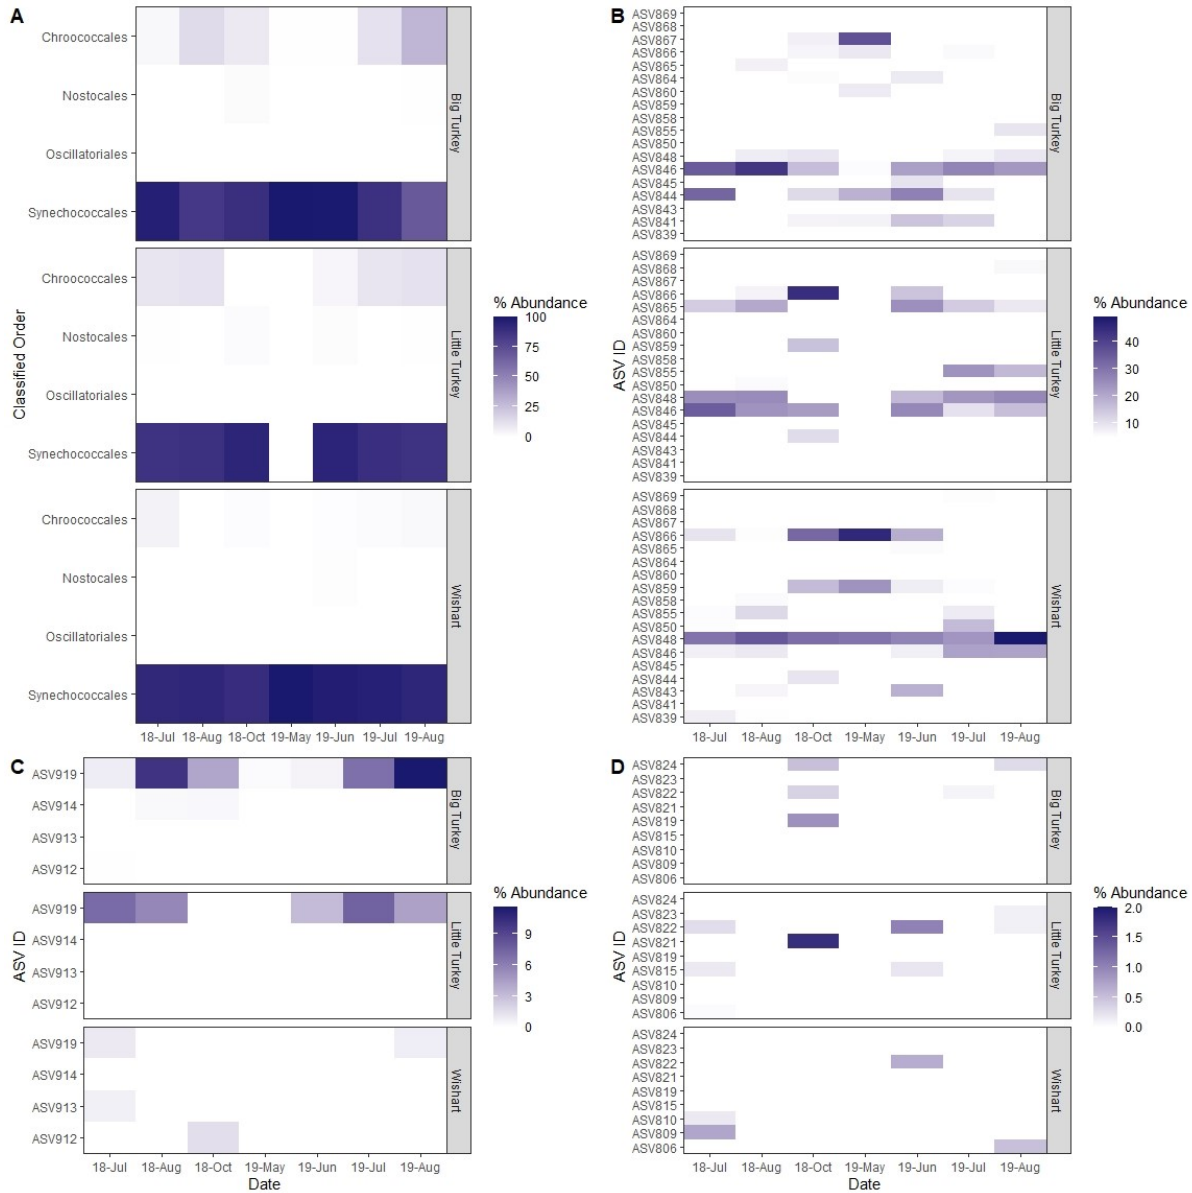 A
Classified Order
Chroococcales
Nostocales
Oscillatoriales
Synechococcales
Big Turkey
Chroococcales
Nostocales
Oscillatoriales
Synechococcales
Little Turkey
Chroococcales
Nostocales
Oscillatoriales
Synechococcales
Wishart
18-Jul 18-Aug 18-Oct 19-May 19-Jun 19-Jul 19-Aug
% Abundance
100
75
50
25
0
B
ASV ID
ASV869
ASV868
ASV867
ASV866
ASV865
ASV864
ASV860
ASV859
ASV858
ASV855
ASV850
ASV848
ASV846
ASV845
ASV844
ASV843
ASV841
ASV839
Big Turkey
ASV869
ASV868
ASV867
ASV866
ASV865
ASV864
ASV860
ASV859
ASV858
ASV855
ASV850
ASV848
ASV846
ASV845
ASV844
ASV843
ASV841
ASV839
Little Turkey
ASV869
ASV868
ASV867
ASV866
ASV865
ASV864
ASV860
ASV859
ASV858
ASV855
ASV850
ASV848
ASV846
ASV845
ASV844
ASV843
ASV841
ASV839
Wishart
18-Jul 18-Aug 18-Oct 19-May 19-Jun 19-Jul 19-Aug
% Abundance
40
30
20
10
C
ASV ID
ASV919
ASV914
ASV913
ASV912
Big Turkey
ASV919
ASV914
ASV913
ASV912
Little Turkey
ASV919
ASV914
ASV913
ASV912
Wishart
18-Jul 18-Aug 18-Oct 19-May 19-Jun 19-Jul 19-Aug
Date
% Abundance
9
6
3
0
D
ASV ID
ASV824
ASV823
ASV822
ASV821
ASV819
ASV815
ASV810
ASV809
ASV806
Big Turkey
ASV824
ASV823
ASV822
ASV821
ASV819
ASV815
ASV810
ASV809
ASV806
Little Turkey
ASV824
ASV823
ASV822
ASV821
ASV819
ASV815
ASV810
ASV809
ASV806
Wishart
18-Jul 18-Aug 18-Oct 19-May 19-Jun 19-Jul 19-Aug
Date
% Abundance
2.0
1.5
1.0
0.5
0.0